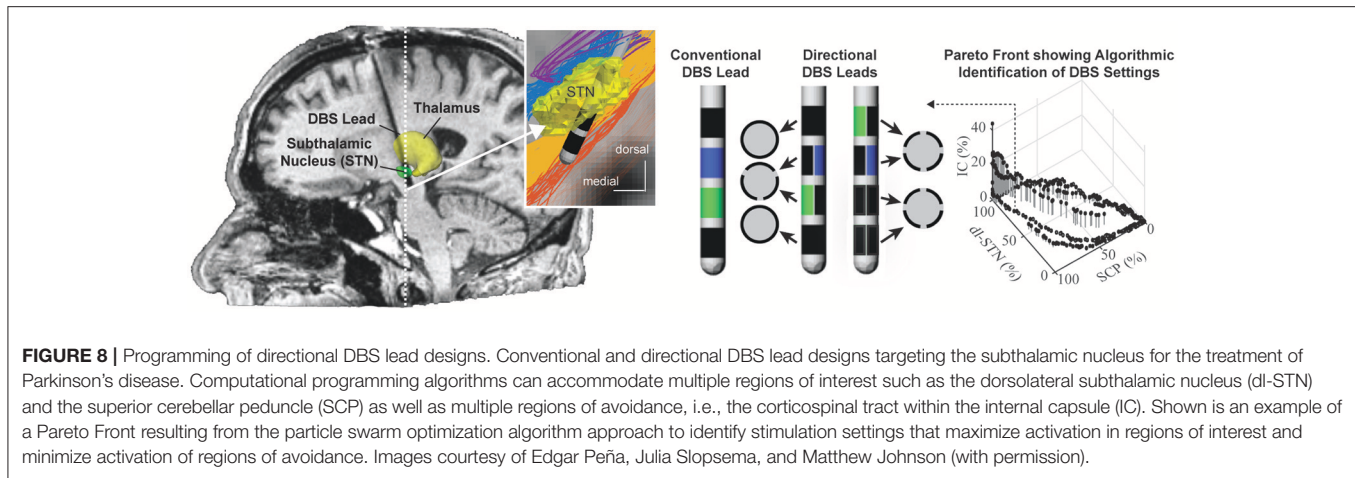 DBS Lead
Subthalamic
Nucleus (STN)
Thalamus
STN
dorsal
medial
Conventional
DBS Lead
Directional
DBS Leads
Pareto Front showing Algorithmic
Identification of DBS Settings
IC (%)
40
20
0
100
50
0
dl-STN (%)
100
50
0
SCP (%)
FIGURE 8 | Programming of directional DBS lead designs. Conventional and directional DBS lead designs targeting the subthalamic nucleus for the treatment of
Parkinson's disease. Computational programming algorithms can accommodate multiple regions of interest such as the dorsolateral subthalamic nucleus (dl-STN)
and the superior cerebellar peduncle (SCP) as well as multiple regions of avoidance, i.e., the corticospinal tract within the internal capsule (IC). Shown is an example of
a Pareto Front resulting from the particle swarm optimization algorithm approach to identify stimulation settings that maximize activation in regions of interest and
minimize activation of regions of avoidance. Images courtesy of Edgar Peña, Julia Slopsema, and Matthew Johnson (with permission).